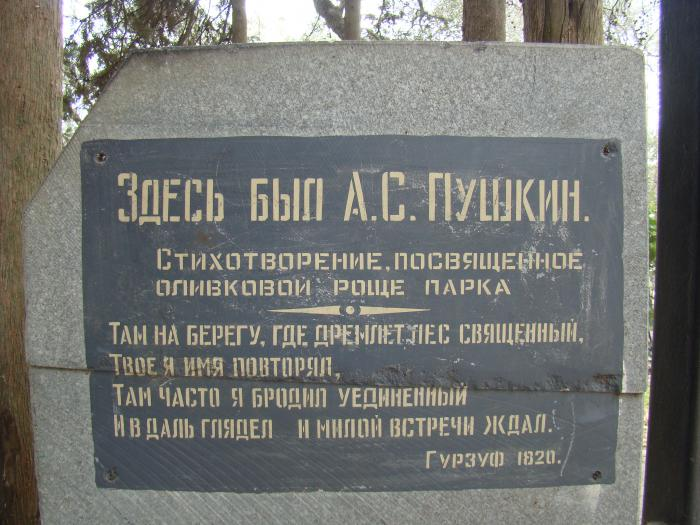 Здесь был А.С. Пушкин.
Стихотворение, посвященное
оливковой роще парка
Там на берегу, где дремлет лес священный,
Твое я имя повторял,
Там часто я бродил уединенный
И в даль глядел и милой встречи ждал.
Гурзуф 1820.